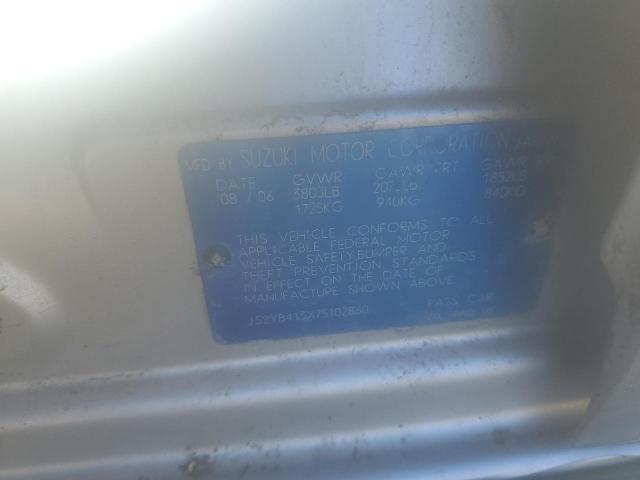 MFD BY SUZUKI MOTOR CORPORATION JAPAN
DATE GVWR GAWR FRT GAWR RR
08 / 06 3803LB 1852LB
1725KG 940KG 840KG
THIS VEHICLE CONFORMS TO ALL
APPLICABLE FEDERAL MOTOR
VEHICLE SAFETY, BUMPER AND
THEFT PREVENTION STANDARDS
IN EFFECT ON THE DATE OF
MANUFACTURE SHOWN ABOVE
JS2YB413X75102860 PASS CAR